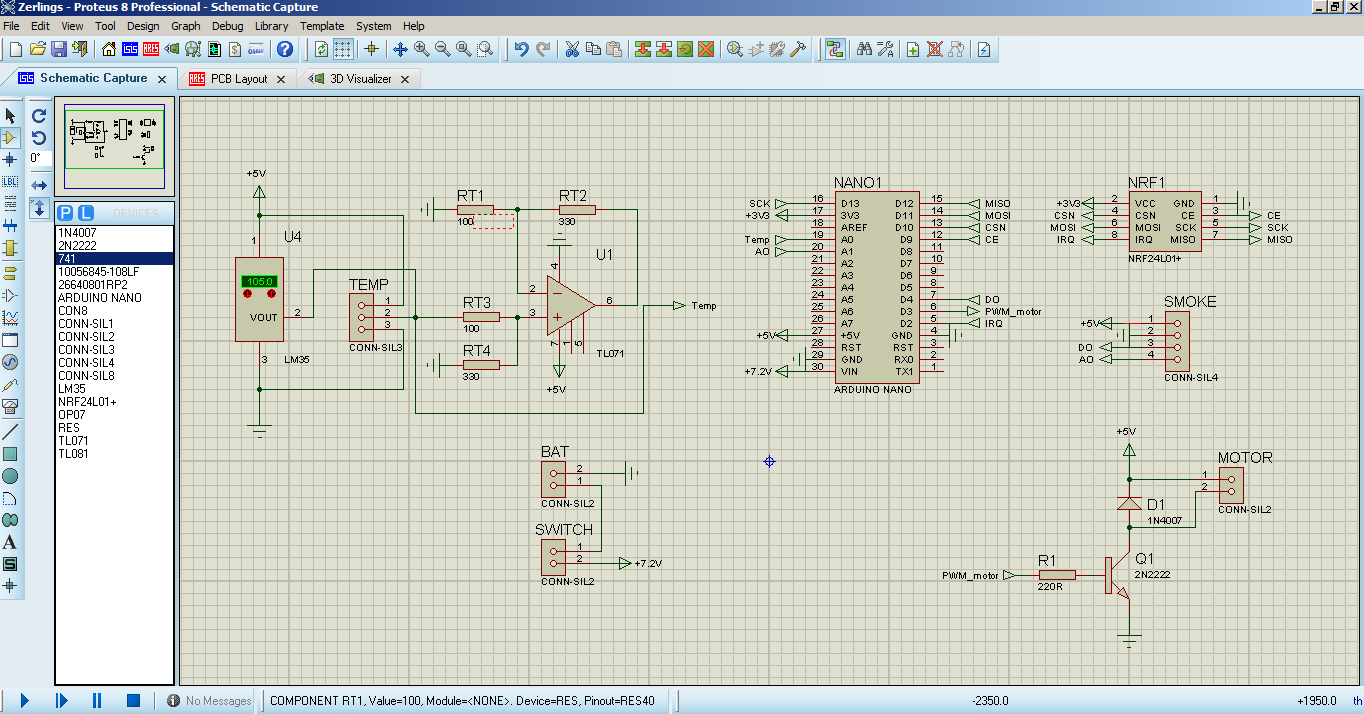 Zerlings - Proteus 8 Professional - Schematic Capture
File Edit View Tool Design Graph Debug Library Template System Help
Schematic Capture
PCB Layout
3D Visualizer
0°
P L DEVICES
1N4007
2N2222
741
10056845-108LF
26640801RP2
ARDUINO NANO
CON8
CONN-SIL1
CONN-SIL2
CONN-SIL3
CONN-SIL4
CONN-SIL8
LM35
NRF24L01+
OP07
RES
TL071
TL081
+5V
1
U4
105.0
VOUT
2
3
LM35
TEMP
1
2
3
CONN-SIL3
RT1
100
RT2
330
RT3
100
RT4
330
U1
4
2
3
6
7
1
5
TL071
+5V
Temp
BAT
2
1
CONN-SIL2
SWITCH
1
2
+7.2V
CONN-SIL2
NANO1
SCK 16 D13 D12 15 MISO
+3V3 17 3V3 D11 14 MOSI
18 AREF D10 13 CSN
Temp 19 A0 D9 12 CE
AO 20 A1 D8 11
21 A2 D7 10
22 A3 D6 9
23 A4 D5 8
24 A5 D4 7 DO
25 A6 D3 6 PWM_motor
26 A7 D2 5 IRQ
+5V 27 +5V GND 4
28 RST RST 3
29 GND RX0 2
+7.2V 30 VIN TX1 1
ARDUINO NANO
NRF1
+3V3 2 VCC GND 1
CSN 4 CSN CE 3 CE
MOSI 6 MOSI SCK 5 SCK
IRQ 8 IRQ MISO 7 MISO
NRF24L01+
SMOKE
+5V 1
2
DO 3
AO 4
CONN-SIL4
+5V
MOTOR
1
2
CONN-SIL2
D1
1N4007
PWM_motor
R1
220R
Q1
2N2222
No Messages
COMPONENT RT1, Value=100, Module=<NONE>. Device=RES, Pinout=RES40
-2350.0
+1950.0
th